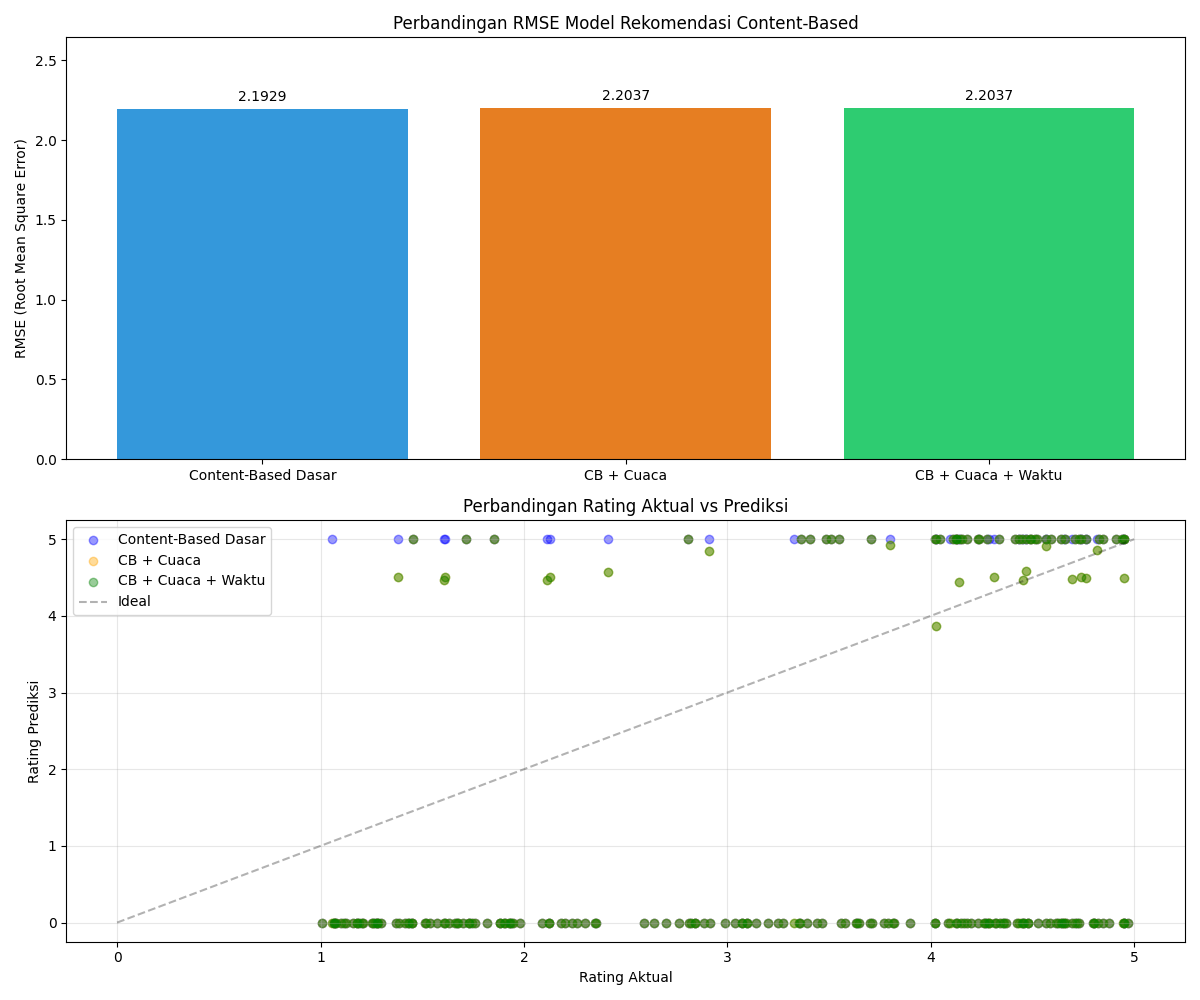 Perbandingan RMSE Model Rekomendasi Content-Based
RMSE (Root Mean Square Error)
2.5
2.0
1.5
1.0
0.5
0.0
2.1929
2.2037
2.2037
Content-Based Dasar
CB + Cuaca
CB + Cuaca + Waktu
Perbandingan Rating Aktual vs Prediksi
Rating Prediksi
5
4
3
2
1
0
Content-Based Dasar
CB + Cuaca
CB + Cuaca + Waktu
Ideal
0
1
2
3
4
5
Rating Aktual